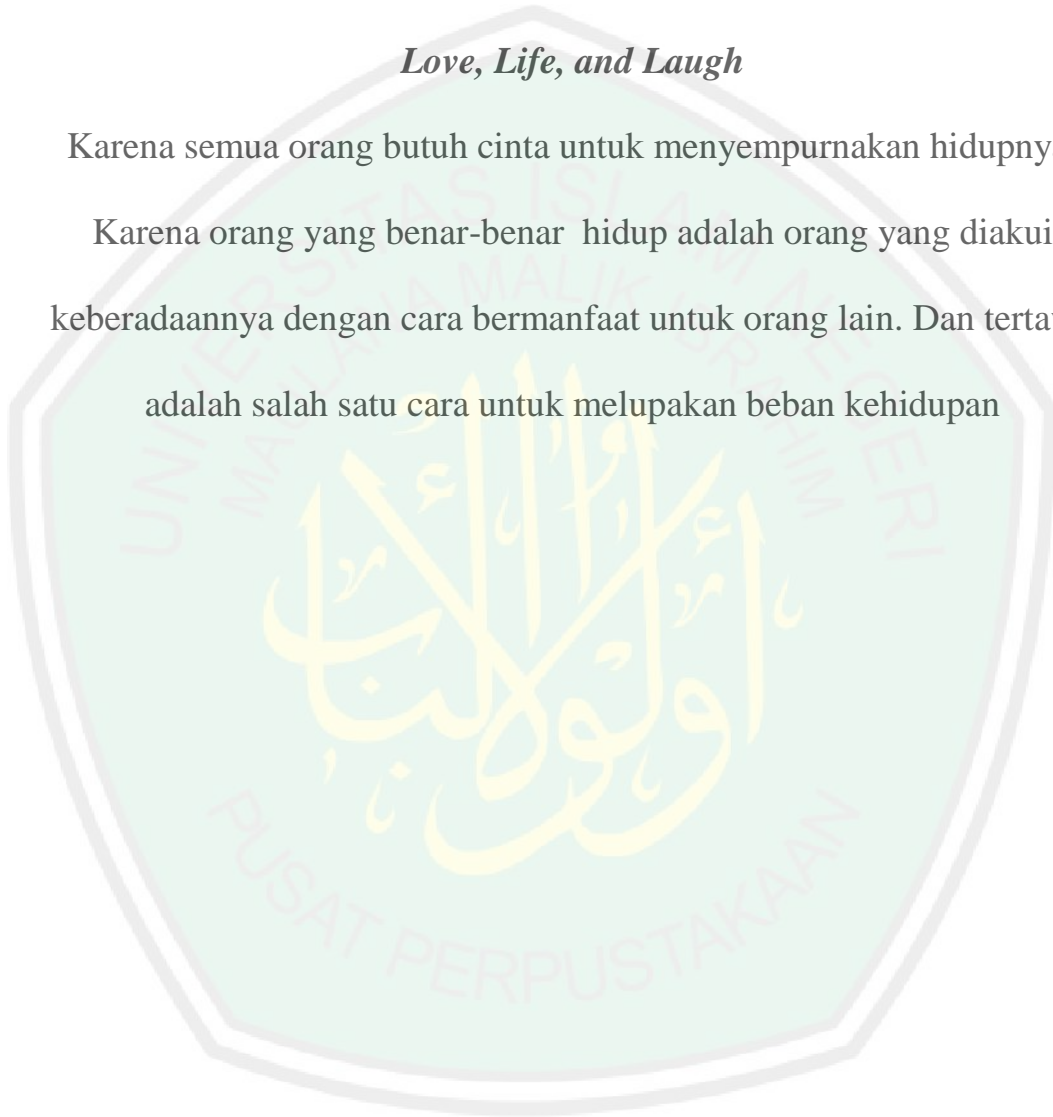 Love, Life, and Laugh
Karena semua orang butuh cinta untuk menyempurnakan hidupny
Karena orang yang benar-benar hidup adalah orang yang diakui
keberadaannya dengan cara bermanfaat untuk orang lain. Dan terta
adalah salah satu cara untuk melupakan beban kehidupan
UNIVERSITAS ISLAM NEGERI
MAULANA MALIK IBRAHIM
أولوا الألباب
PUSAT PERPUSTAKAAN